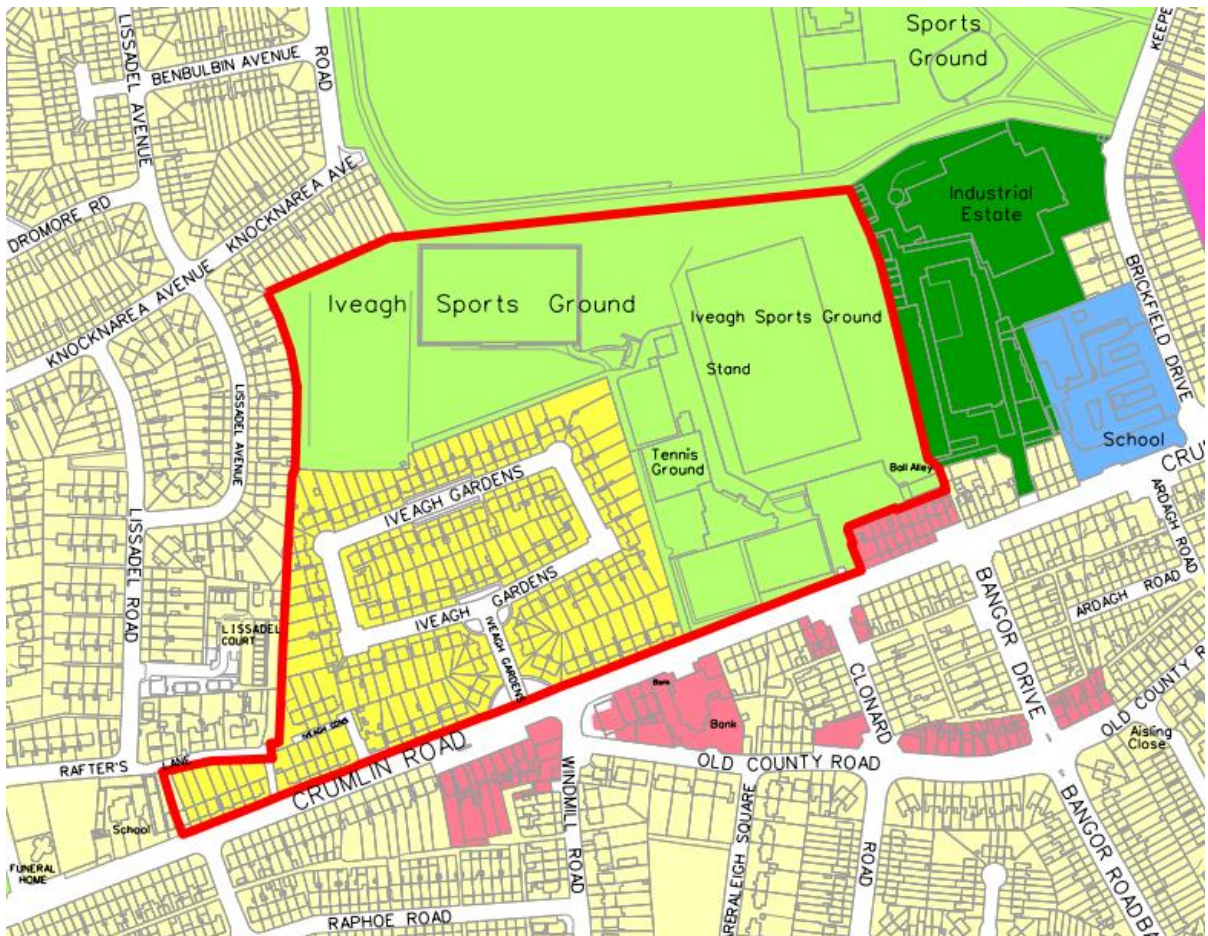 LISSADEL AVENUE
BENBULBIN AVENUE
ROAD
Sports
Ground
DROMORE RD
KNOCKNAREA AVENUE
KNOCKNAREA AVE
Industrial
Estate
BRICKFIELD DRIVE
Iveagh Sports Ground
Iveagh Sports Ground
Stand
LISSADEL AVENUE
School
Tennis
Ground
Ball Alley
ARDAGH ROAD
IVEAGH GARDENS
LISSADEL ROAD
BANGOR DRIVE
ARDAGH ROAD
IVEAGH GARDENS
IVEAGH GARDENS
LISSADEL
COURT
CLONARD
ROAD
Bank
Bank
OLD COUNTY
Aisling
Close
IVEAGH GDNS
CRUMLIN ROAD
RAFTER'S LANE
OLD COUNTY ROAD
WINDMILL ROAD
SQUARE
BANGOR ROAD
School
FUNERAL
HOME
RAPHOE ROAD